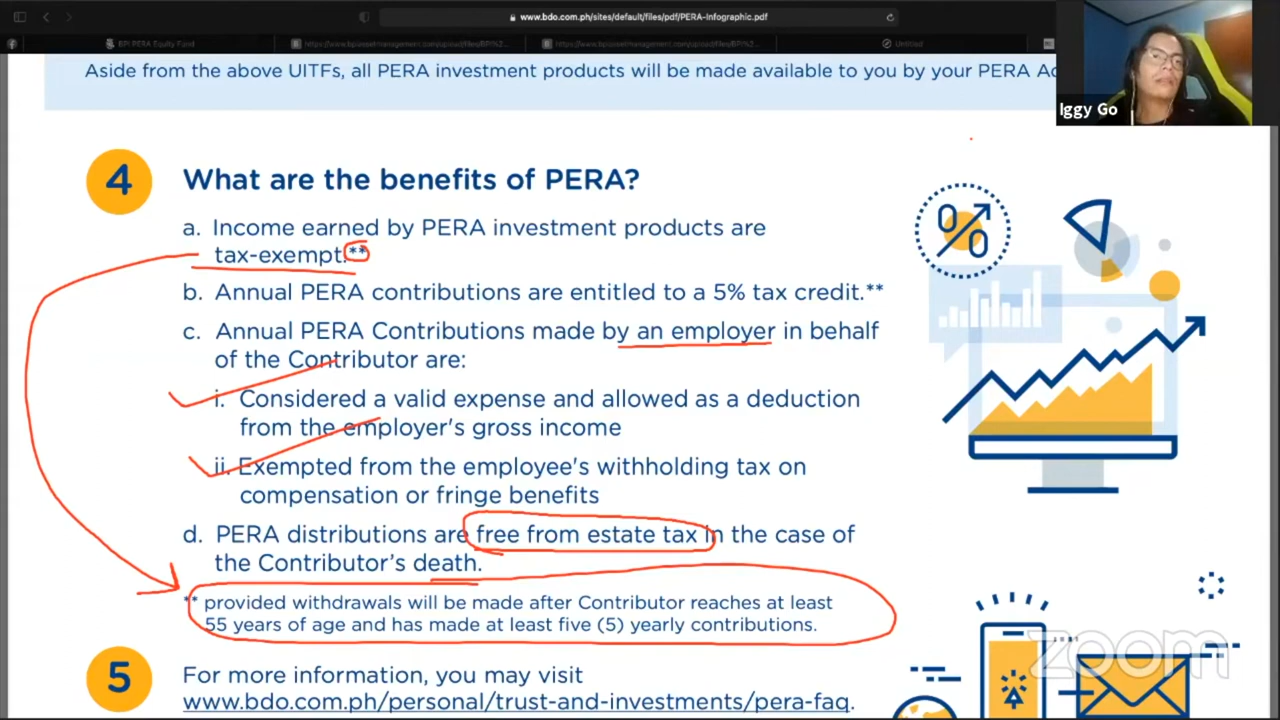 www.bdo.com.ph/sites/default/files/pdf/PERA-Infographic.pdf
BPI PERA Equity Fund
Untitled
Aside from the above UITFs, all PERA investment products will be made available to you by your PERA
Iggy Go
4
What are the benefits of PERA?
a. Income earned by PERA investment products are
tax-exempt.**
b. Annual PERA contributions are entitled to a 5% tax credit.**
c. Annual PERA Contributions made by an employer in behalf
of the Contributor are:
i. Considered a valid expense and allowed as a deduction
from the employer's gross income
ii. Exempted from the employee's withholding tax on
compensation or fringe benefits
d. PERA distributions are free from estate tax in the case of
the Contributor's death.
** provided withdrawals will be made after Contributor reaches at least
55 years of age and has made at least five (5) yearly contributions.
zoom
5
For more information, you may visit
www.bdo.com.ph/personal/trust-and-investments/pera-faq.